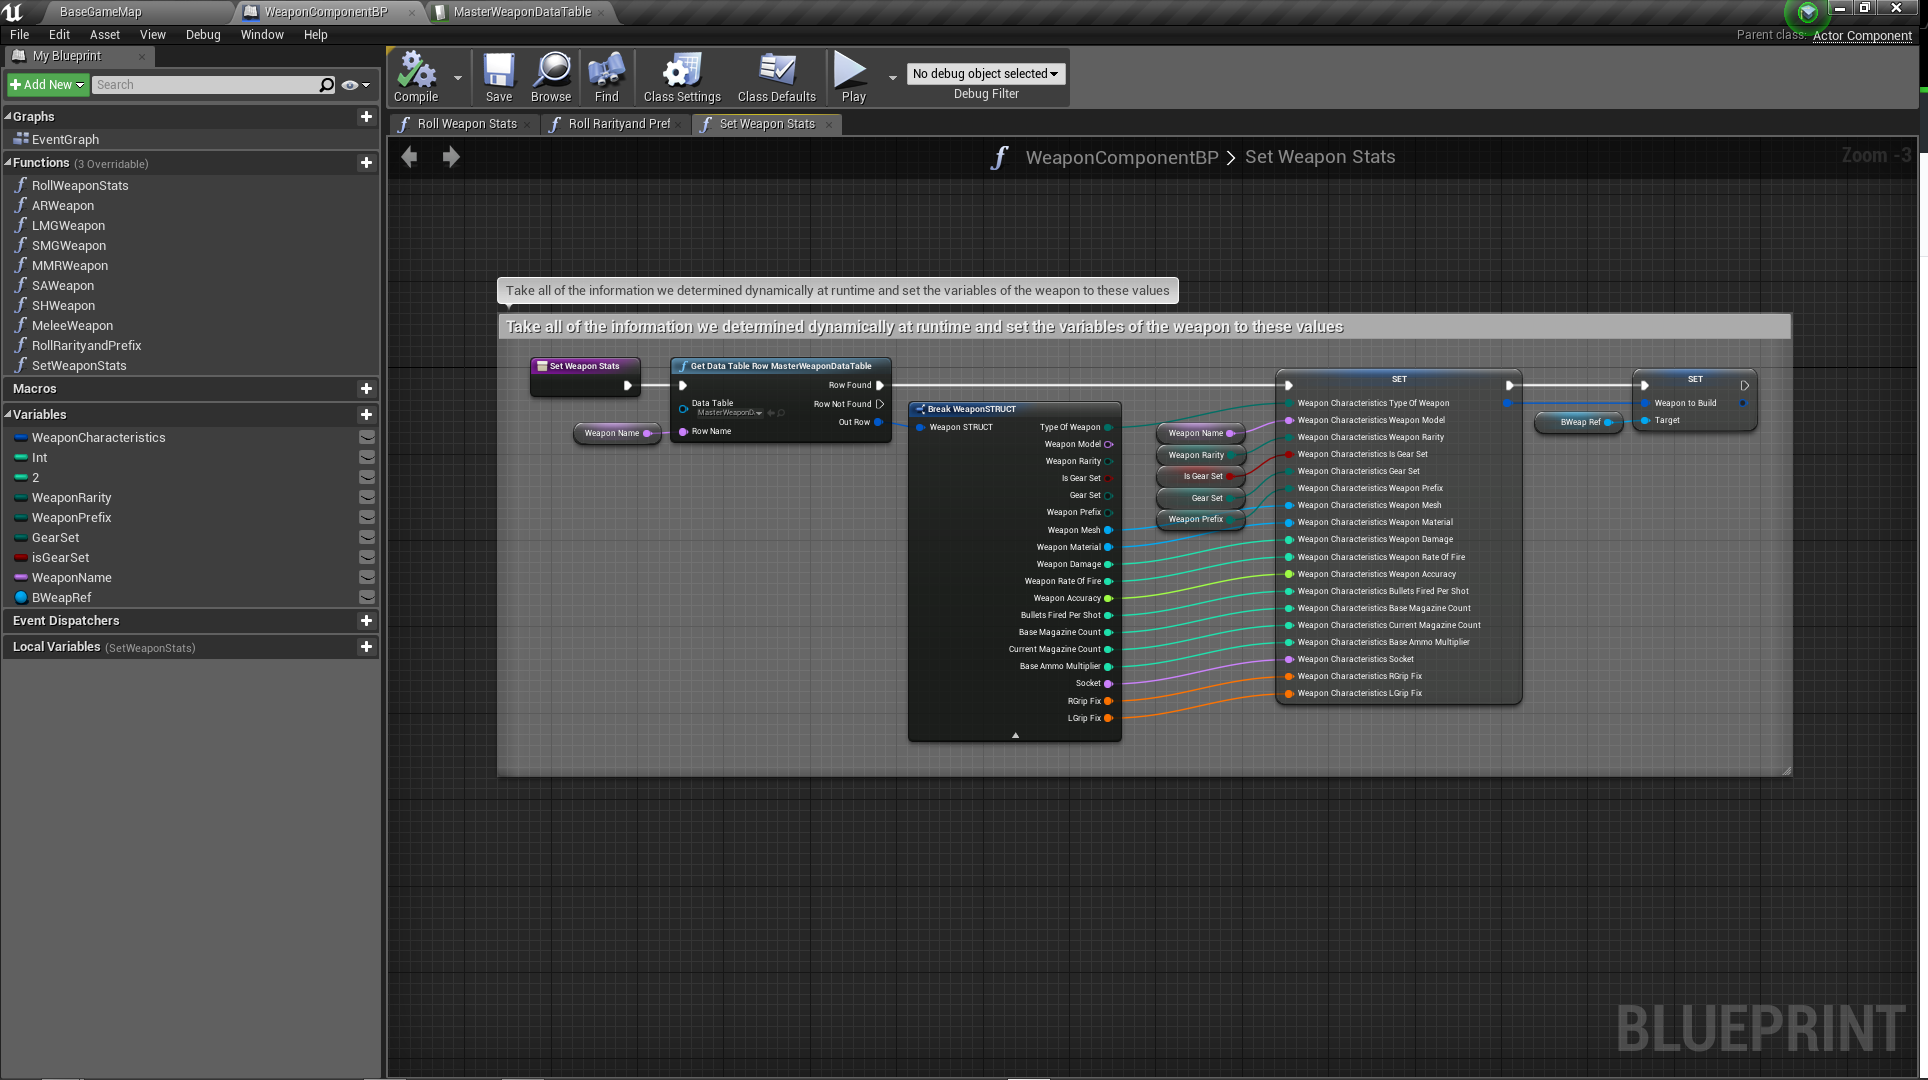 BaseGameMap
WeaponComponentBP
MasterWeaponDataTable
File Edit Asset View Debug Window Help
Parent class: Actor Component
My Blueprint
Add New
Search
Compile
Save
Browse
Find
Class Settings
Class Defaults
Play
No debug object selected
Debug Filter
Roll Weapon Stats
Roll Rarityand Pref
Set Weapon Stats
WeaponComponentBP > Set Weapon Stats
Zoom -3
Graphs
EventGraph
Functions (3 Overridable)
RollWeaponStats
ARWeapon
LMGWeapon
SMGWeapon
MMRWeapon
SAWeapon
SHWeapon
MeleeWeapon
RollRarityandPrefix
SetWeaponStats
Macros
Variables
WeaponCharacteristics
Int
2
WeaponRarity
WeaponPrefix
GearSet
isGearSet
WeaponName
BWeapRef
Event Dispatchers
Local Variables (SetWeaponStats)
Take all of the information we determined dynamically at runtime and set the variables of the weapon to these values
Take all of the information we determined dynamically at runtime and set the variables of the weapon to these values
Set Weapon Stats
Weapon Name
Get Data Table Row MasterWeaponDataTable
Row Found
Data Table
MasterWeaponD
Row Not Found
Out Row
Row Name
Break WeaponSTRUCT
Weapon STRUCT
Type Of Weapon
Weapon Model
Weapon Rarity
Is Gear Set
Gear Set
Weapon Prefix
Weapon Mesh
Weapon Material
Weapon Damage
Weapon Rate Of Fire
Weapon Accuracy
Bullets Fired Per Shot
Base Magazine Count
Current Magazine Count
Base Ammo Multiplier
Socket
RGrip Fix
LGrip Fix
Weapon Name
Weapon Rarity
Is Gear Set
Gear Set
Weapon Prefix
SET
Weapon Characteristics Type Of Weapon
Weapon Characteristics Weapon Model
Weapon Characteristics Weapon Rarity
Weapon Characteristics Is Gear Set
Weapon Characteristics Gear Set
Weapon Characteristics Weapon Prefix
Weapon Characteristics Weapon Mesh
Weapon Characteristics Weapon Material
Weapon Characteristics Weapon Damage
Weapon Characteristics Weapon Rate Of Fire
Weapon Characteristics Weapon Accuracy
Weapon Characteristics Bullets Fired Per Shot
Weapon Characteristics Base Magazine Count
Weapon Characteristics Current Magazine Count
Weapon Characteristics Base Ammo Multiplier
Weapon Characteristics Socket
Weapon Characteristics RGrip Fix
Weapon Characteristics LGrip Fix
BWeap Ref
SET
Weapon to Build
Target
BLUEPRINT